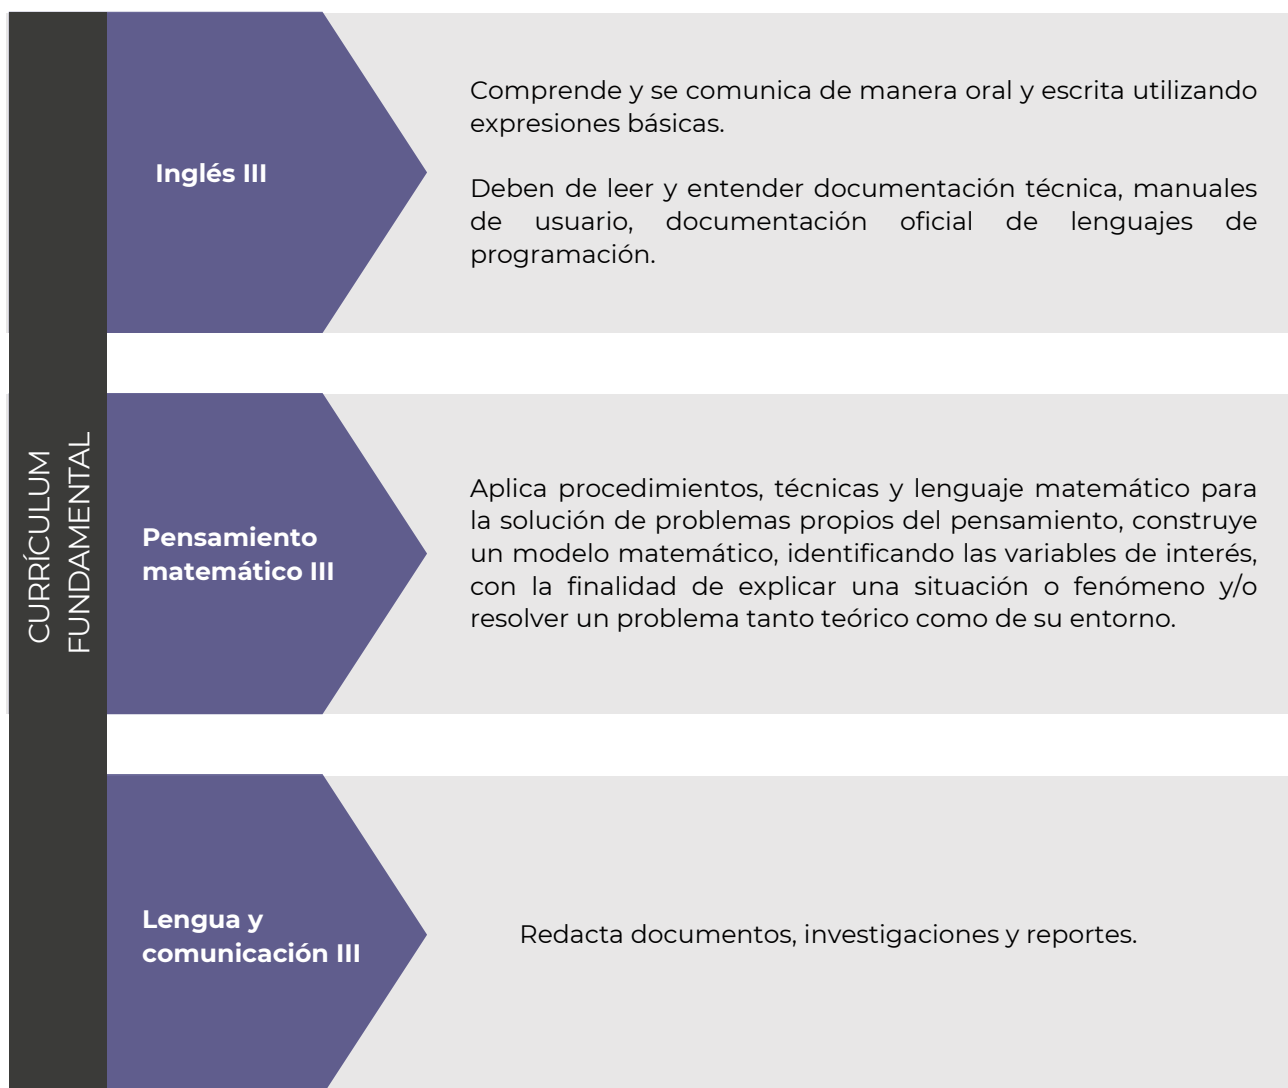 CURRÍCULUM
FUNDAMENTAL
Inglés III
Comprende y se comunica de manera oral y escrita utilizando
expresiones básicas.
Deben de leer y entender documentación técnica, manuales
de usuario, documentación oficial de lenguajes de
programación.
Pensamiento
matemático III
Aplica procedimientos, técnicas y lenguaje matemático para
la solución de problemas propios del pensamiento, construye
un modelo matemático, identificando las variables de interés,
con la finalidad de explicar una situación o fenómeno y/o
resolver un problema tanto teórico como de su entorno.
Lengua y
comunicación III
Redacta documentos, investigaciones y reportes.